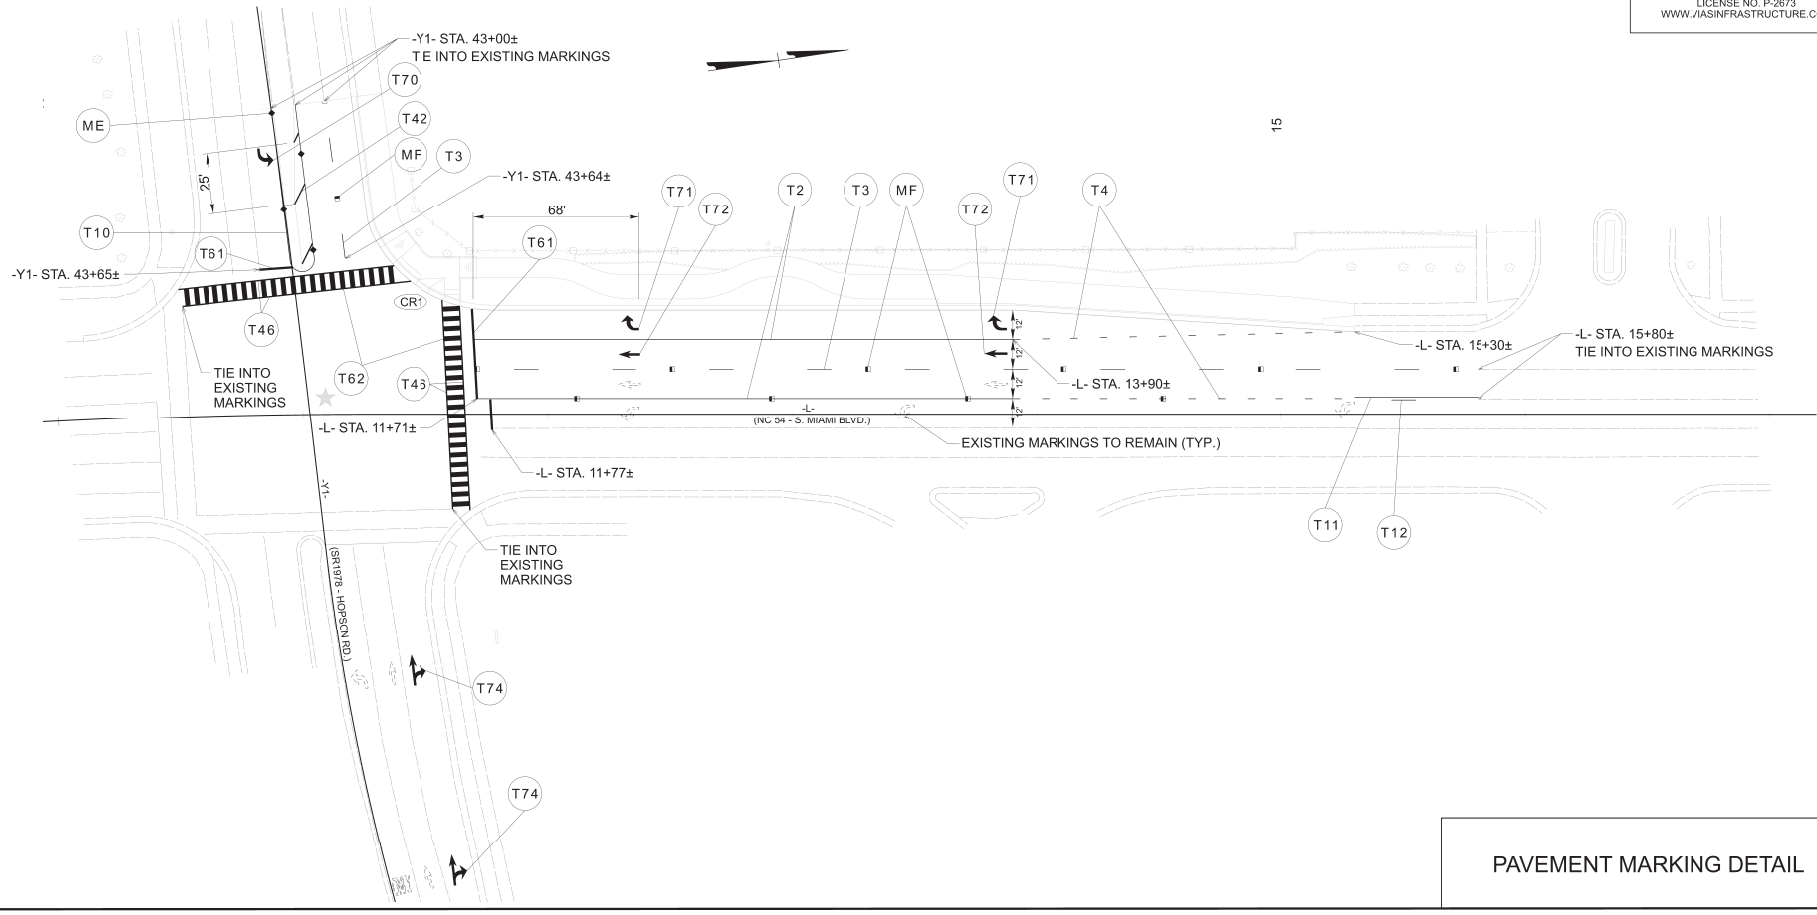 LICENSE NO. P-2673
-Y1- STA. 43+00±
TIE INTO EXISTING MARKINGS
T70
ME
T42
MF
T3
25'
-Y1- STA. 43+64±
T10
T61
-Y1- STA. 43+65±
T46
CR1
TIE INTO
EXISTING
MARKINGS
T62
T46
-L- STA. 11+71±
68'
T61
T71
T72
T2
T3
MF
T72
T71
T4
15
12'
12'
12'
12'
-L- STA. 15+30±
-L- STA. 15+80±
TIE INTO EXISTING MARKINGS
-L- STA. 13+90±
-L-
(NC 54 - S. MIAMI BLVD.)
EXISTING MARKINGS TO REMAIN (TYP.)
-L- STA. 11+77±
T11
T12
-Y1-
(SR1978 - HOPSON RD.)
TIE INTO
EXISTING
MARKINGS
T74
T74
PAVEMENT MARKING DETAIL